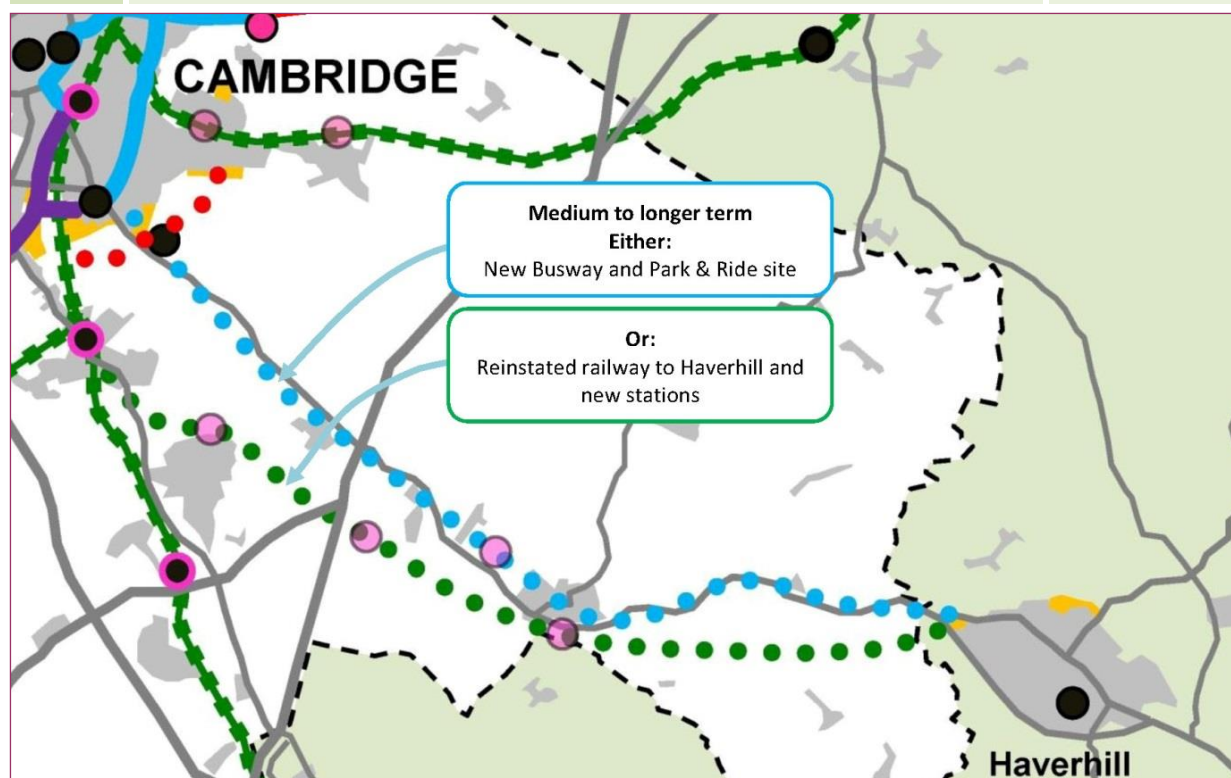 CAMBRIDGE
Medium to longer term
Either:
New Busway and Park & Ride site
Or:
Reinstated railway to Haverhill and
new stations
Haverhill